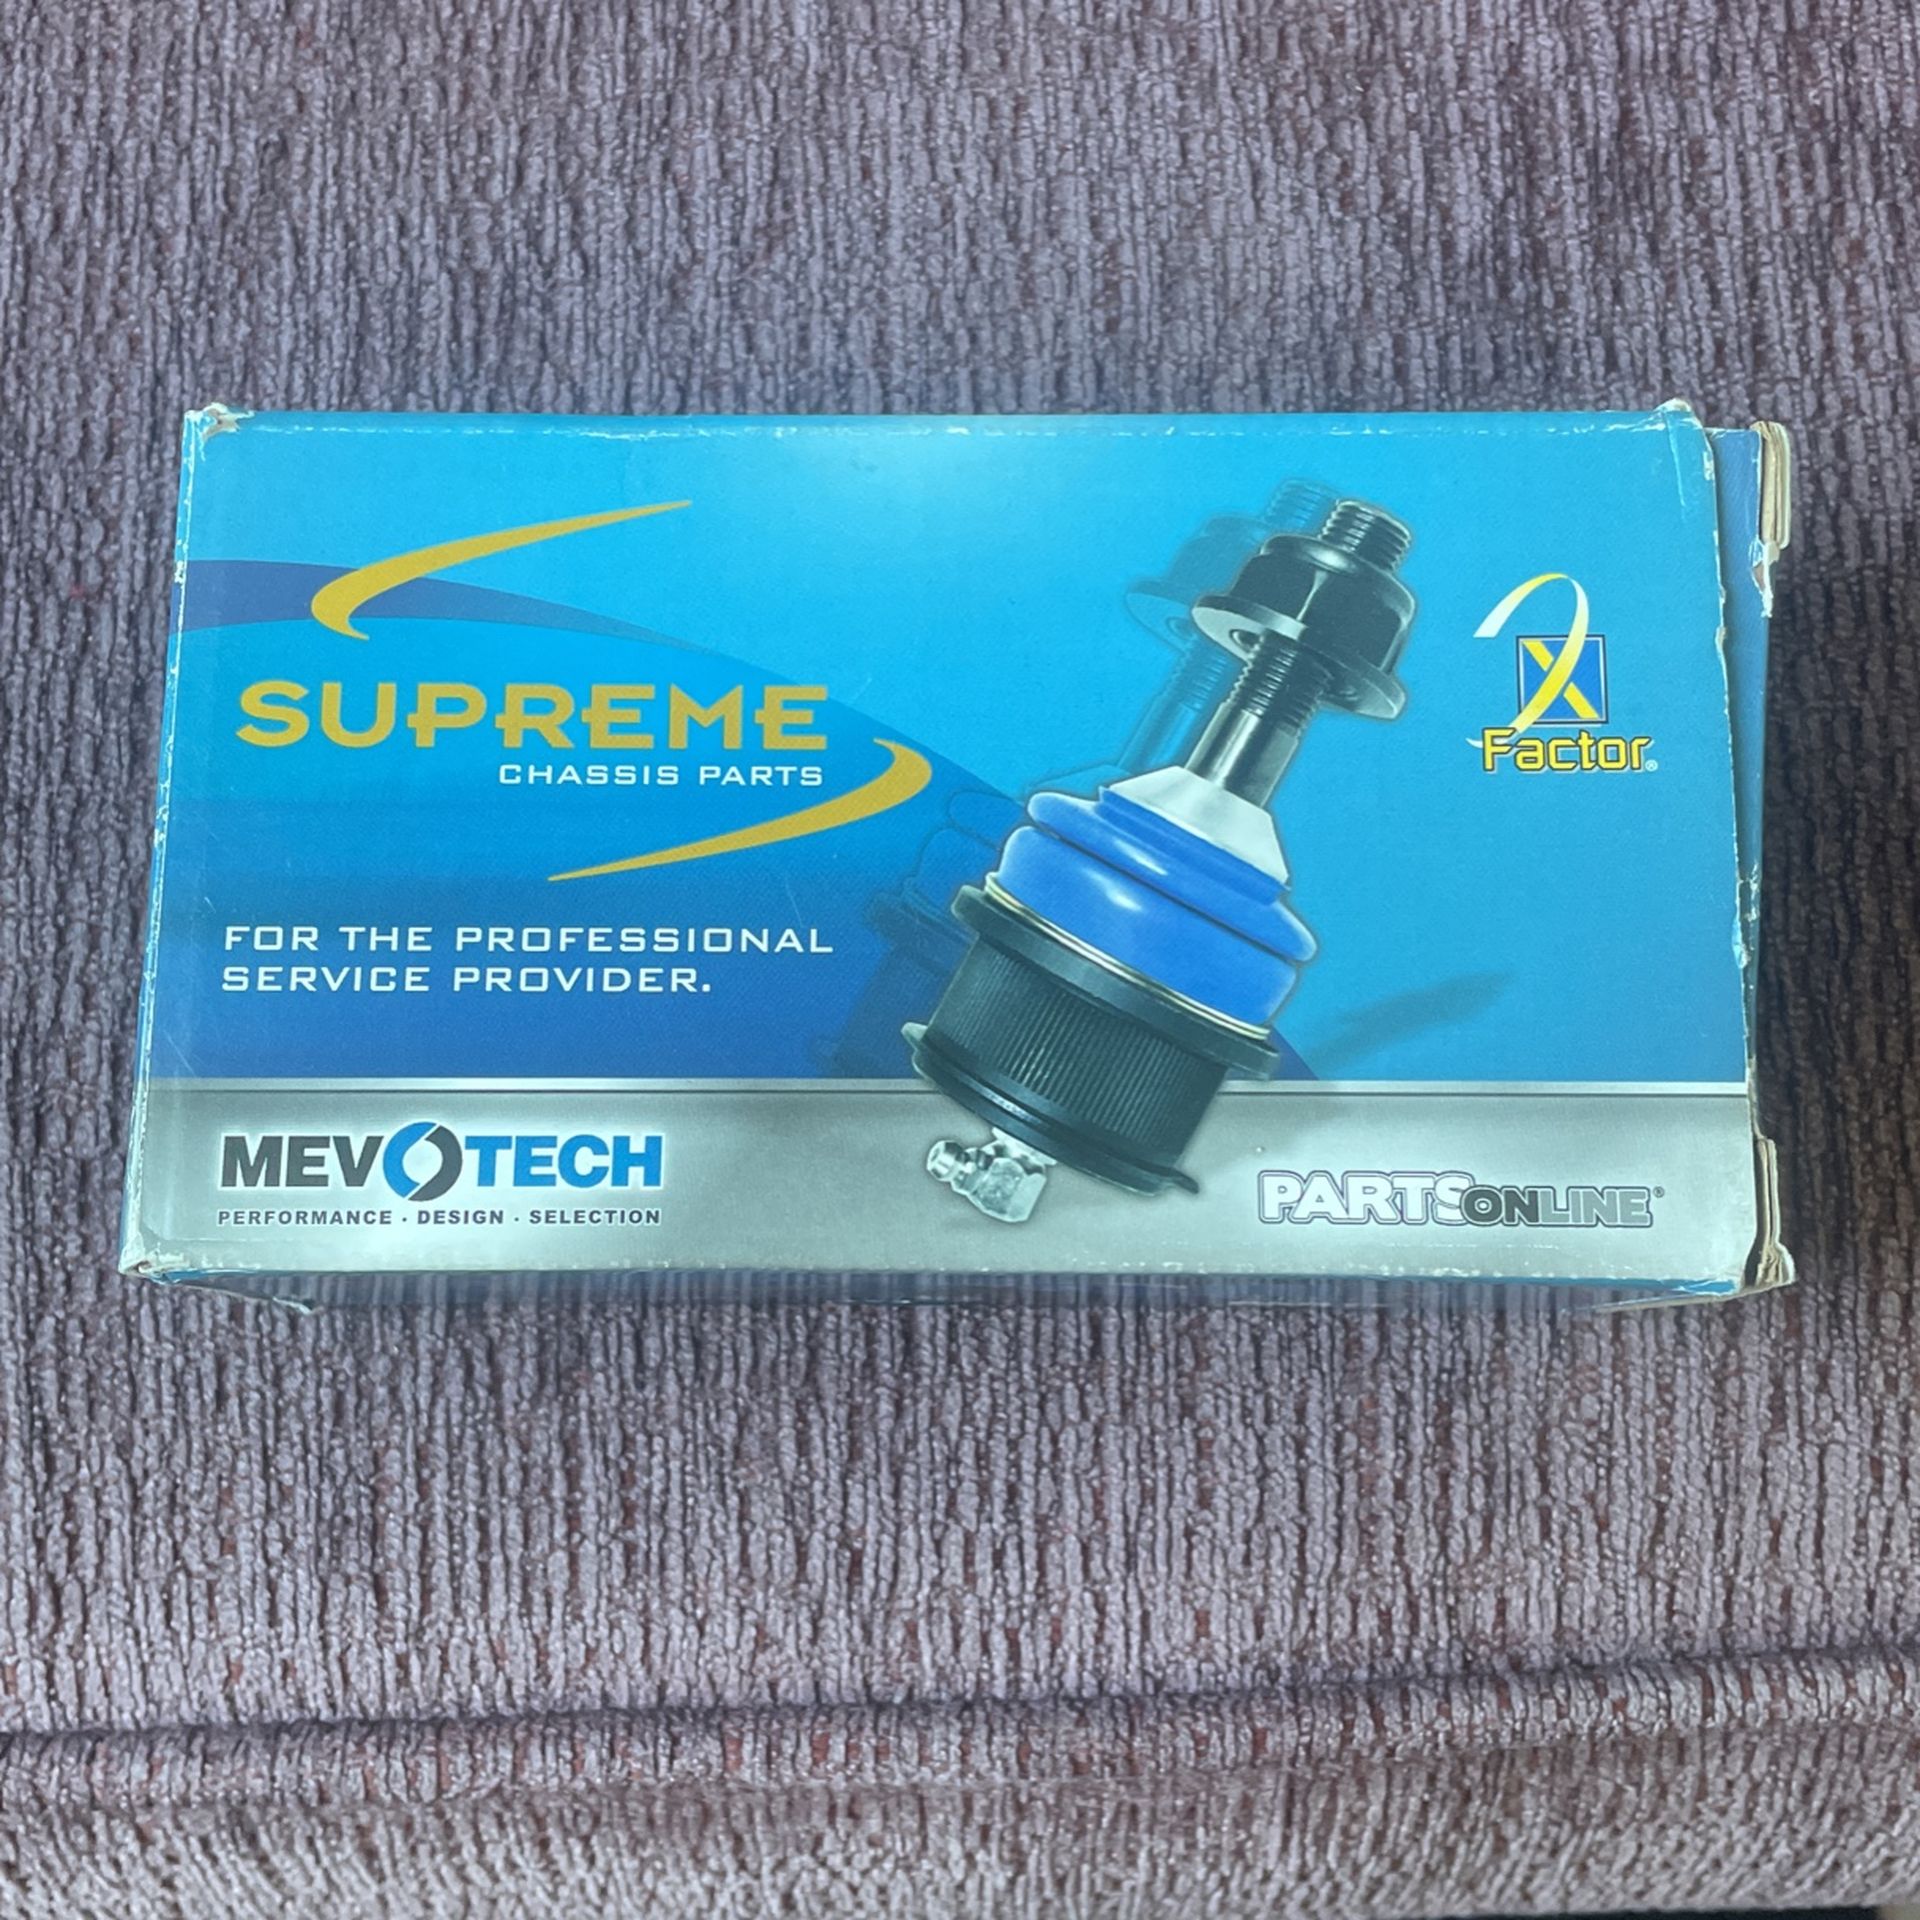 SUPREME
CHASSIS PARTS
X
Factor®
FOR THE PROFESSIONAL
SERVICE PROVIDER.
MEVOTECH
PERFORMANCE · DESIGN · SELECTION
PARTSONLINE®